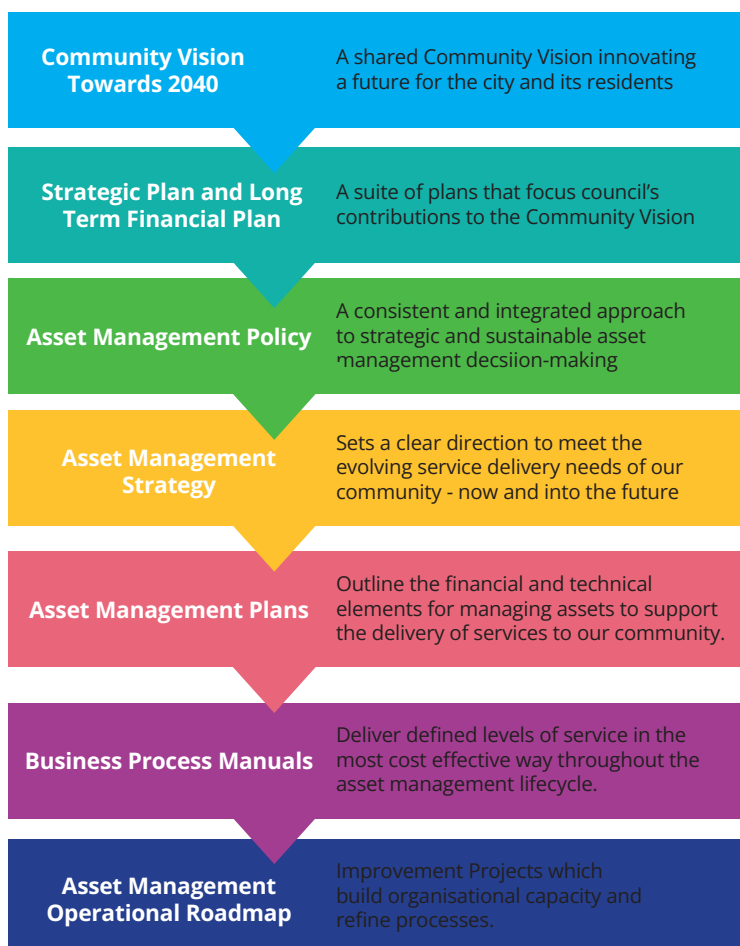 Community Vision
Towards 2040
A shared Community Vision innovating
a future for the city and its residents
Strategic Plan and Long
Term Financial Plan
A suite of plans that focus council's
contributions to the Community Vision
Asset Management Policy
A consistent and integrated approach
to strategic and sustainable asset
management decsiion-making
Asset Management
Strategy
Sets a clear direction to meet the
evolving service delivery needs of our
community - now and into the future
Asset Management Plans
Outline the financial and technical
elements for managing assets to support
the delivery of services to our community.
Business Process Manuals
Deliver defined levels of service in the
most cost effective way throughout the
asset management lifecycle.
Asset Management
Operational Roadmap
Improvement Projects which
build organisational capacity and
refine processes.